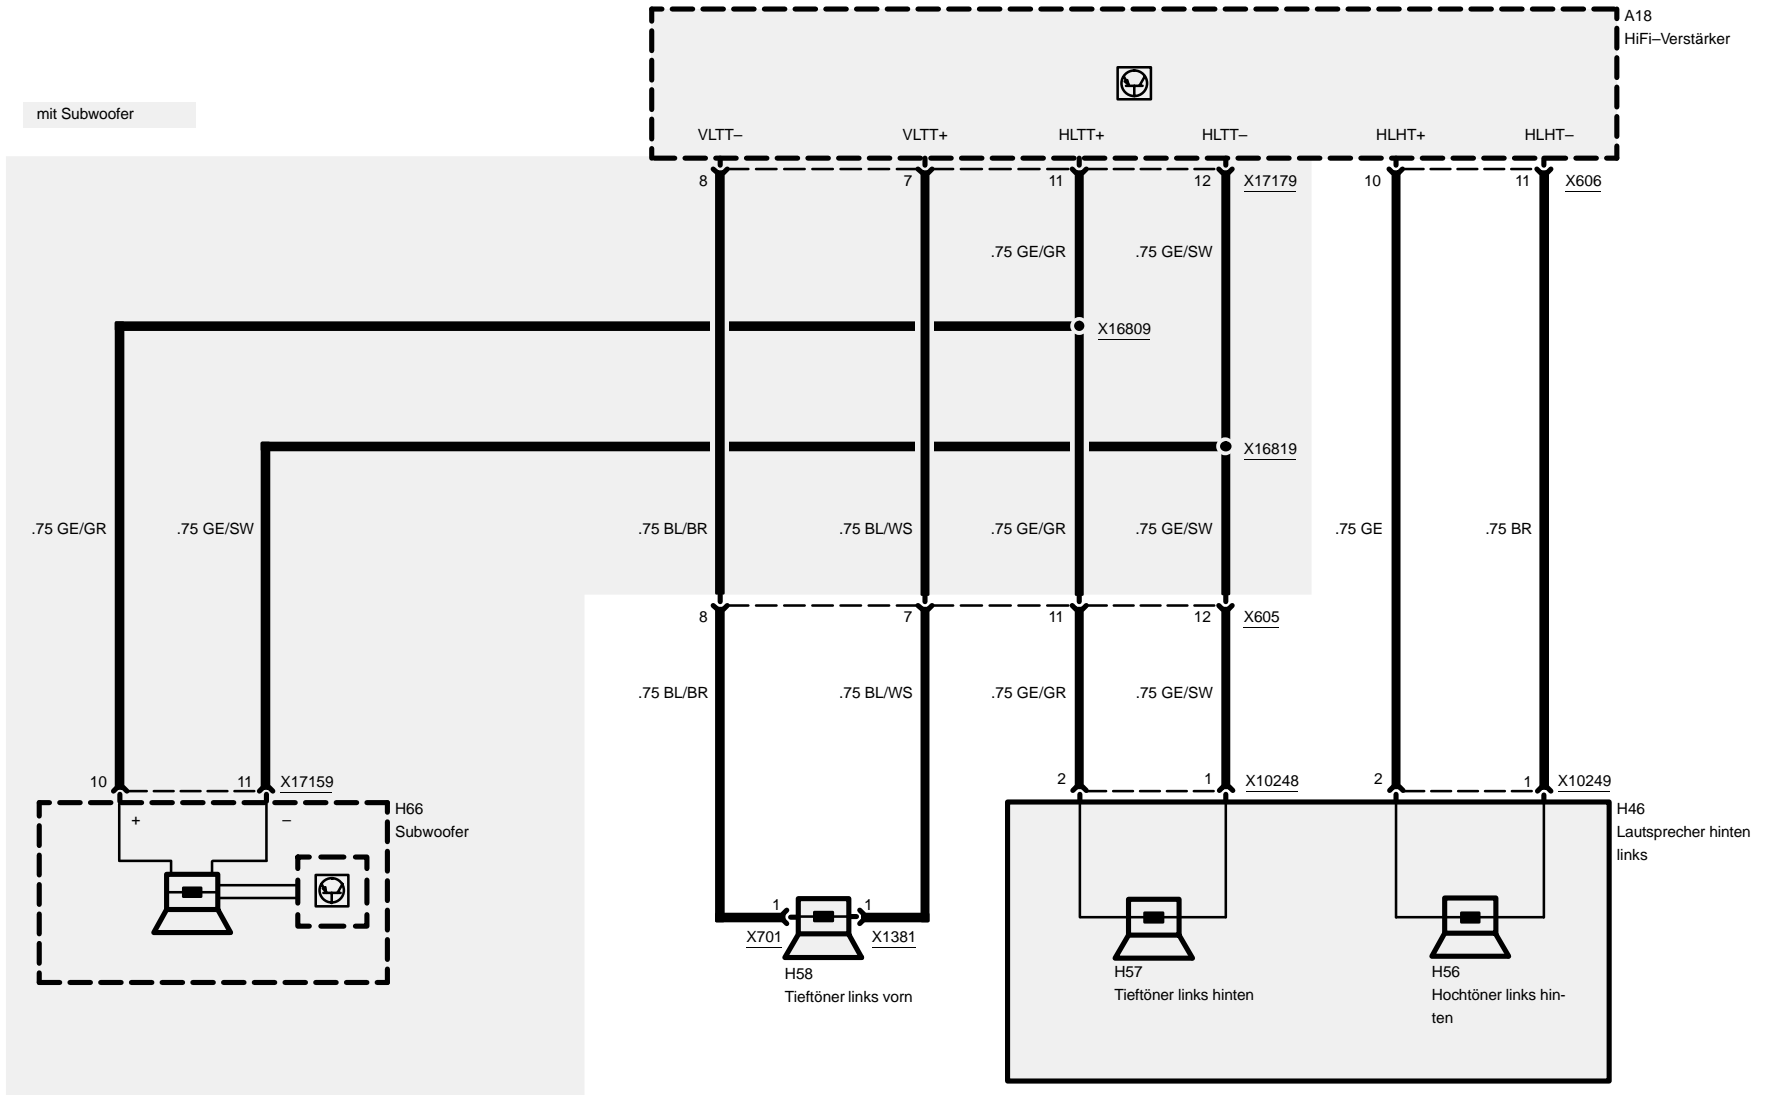 A18
HiFi–Verstärker
mit Subwoofer
VLTT– VLTT+ HLTT+ HLTT– HLHT+ HLHT–
8 7 11 12 X17179 10 11 X606
.75 GE/GR .75 GE/SW
X16809
X16819
.75 GE/GR .75 GE/SW .75 BL/BR .75 BL/WS .75 GE/GR .75 GE/SW .75 GE .75 BR
8 7 11 12 X605
.75 BL/BR .75 BL/WS .75 GE/GR .75 GE/SW
10 11 X17159 2 1 X10248 2 1 X10249
H66
Subwoofer
+ –
H46
Lautsprecher hinten
links
1 1
X701 X1381
H58
Tieftöner links vorn
H57
Tieftöner links hinten
H56
Hochtöner links hin-
ten